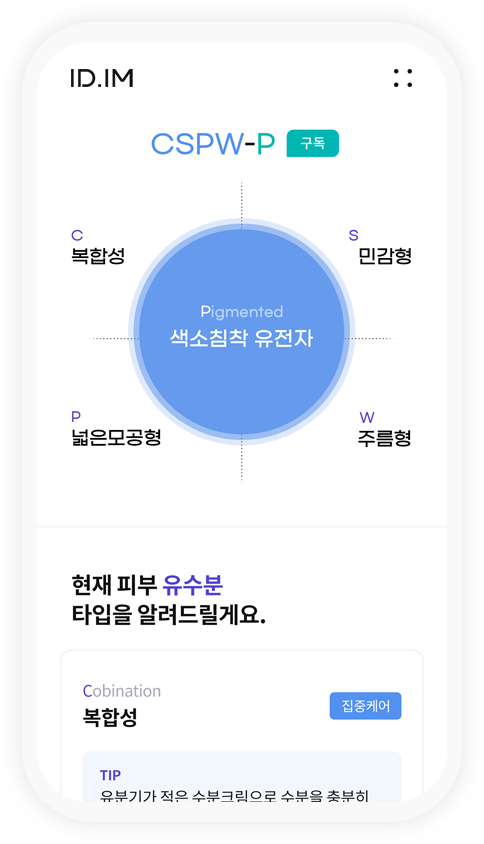 ID.IM
CSPW-P 구독
C
복합성
S
민감형
Pigmented
색소침착 유전자
P
넓은모공형
W
주름형
현재 피부 유수분
타입을 알려드릴게요.
Cobination
복합성
집중케어
TIP
유분기가 적은 수분크림으로 수분을 충분히